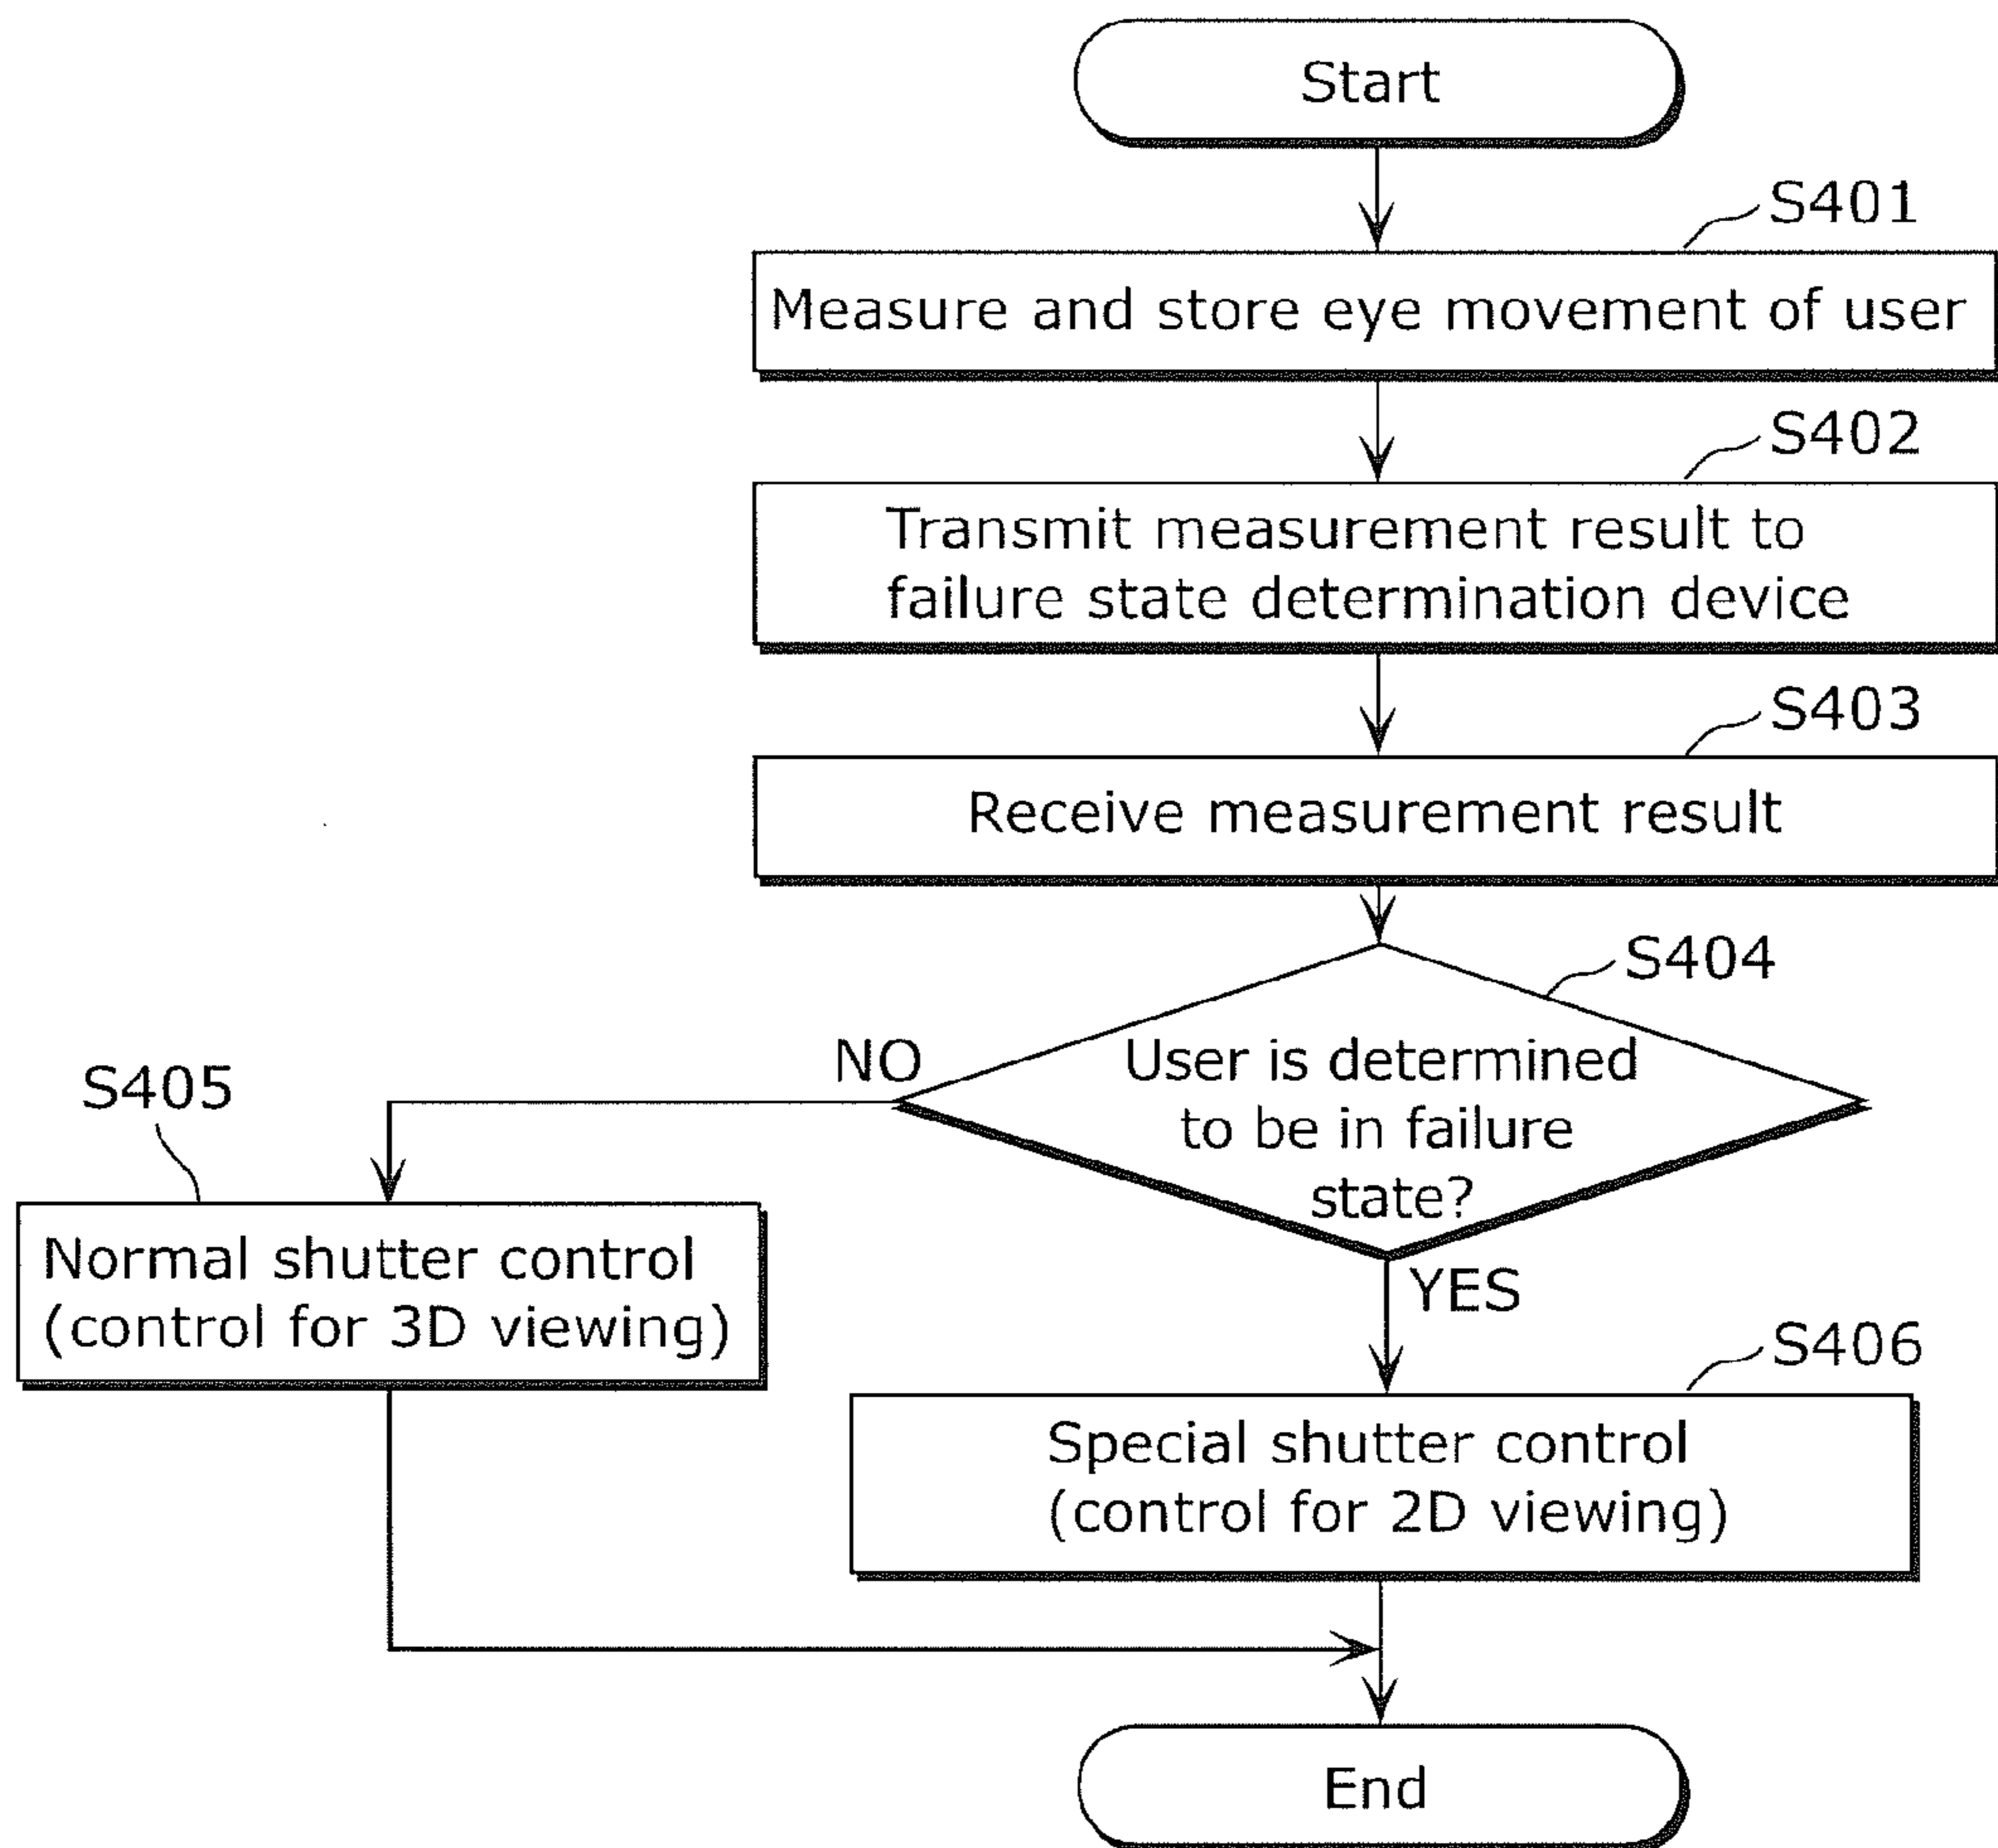 Start
S401
Measure and store eye movement of user
S402
Transmit measurement result to
failure state determination device
S403
Receive measurement result
S404
User is determined
to be in failure
state?
NO
S405
Normal shutter control
(control for 3D viewing)
YES
S406
Special shutter control
(control for 2D viewing)
End